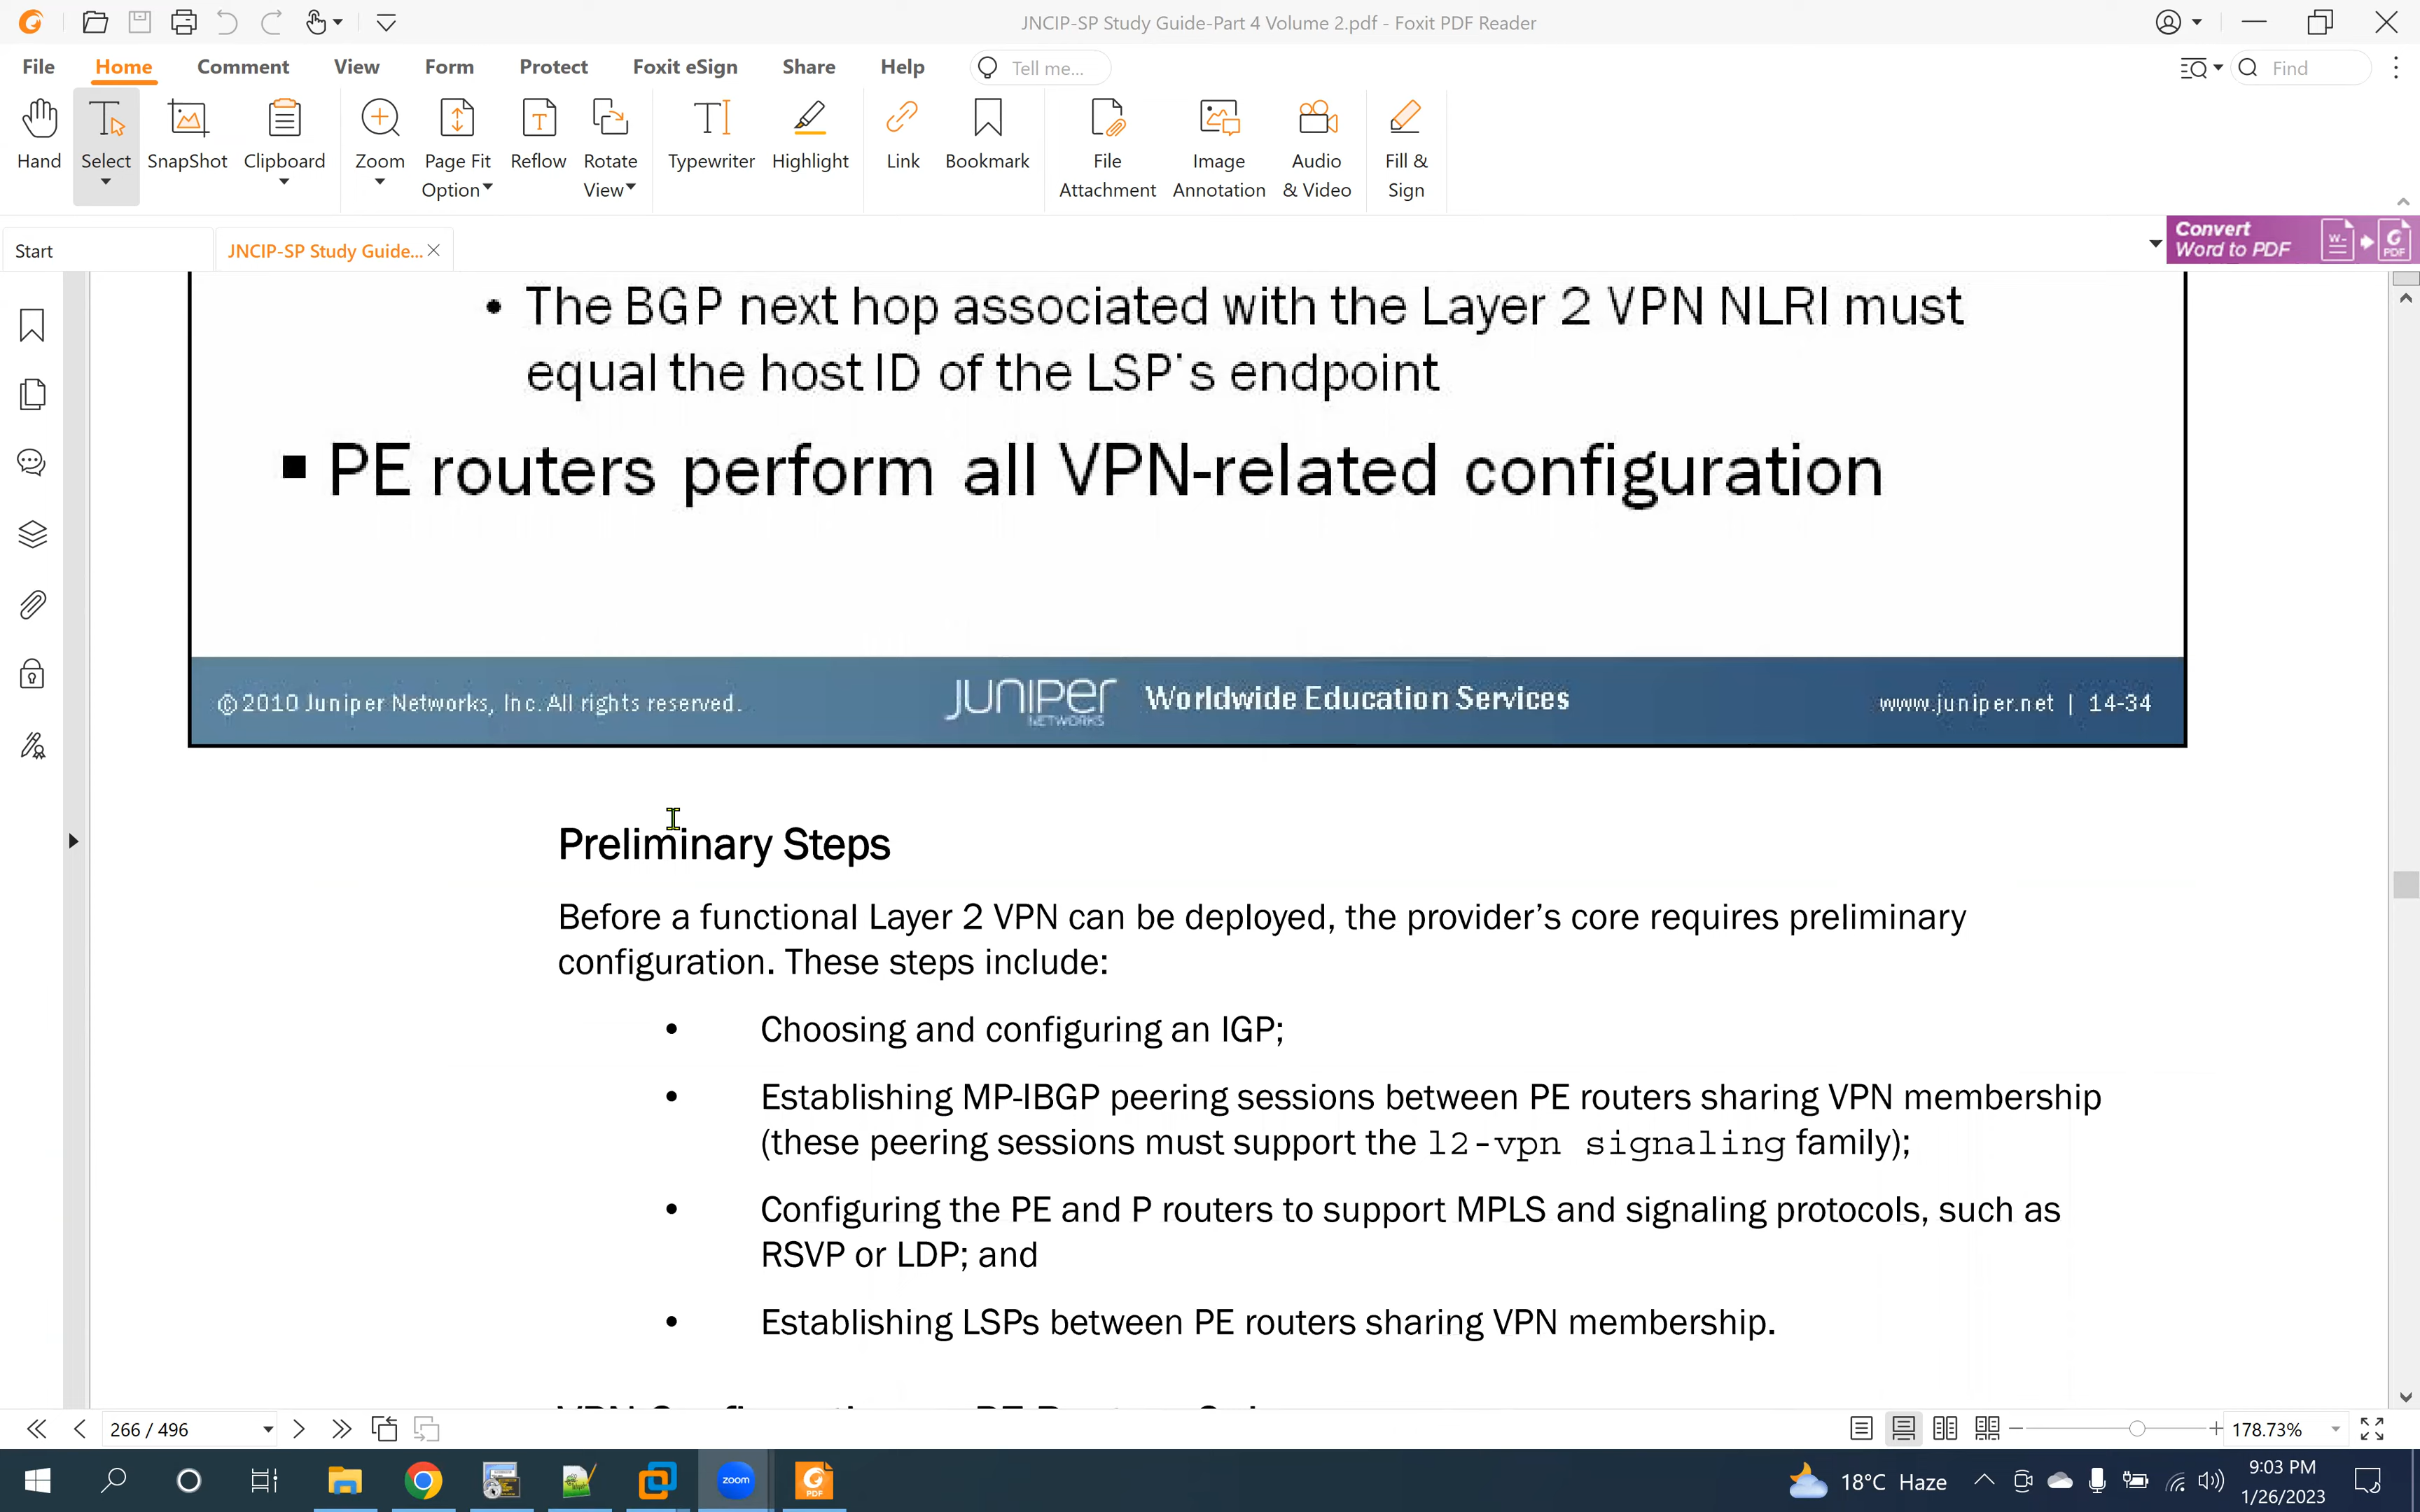 JNCIP-SP Study Guide-Part 4 Volume 2.pdf - Foxit PDF Reader
File Home Comment View Form Protect Foxit eSign Share Help Tell me... Find
Hand Select SnapShot Clipboard Zoom Page Fit Option Reflow Rotate View Typewriter Highlight Link Bookmark File Attachment Image Annotation Audio & Video Fill & Sign
Start JNCIP-SP Study Guide...
Convert
Word to PDF
W PDF
• The BGP next hop associated with the Layer 2 VPN NLRI must
equal the host ID of the LSP's endpoint
■ PE routers perform all VPN-related configuration
©2010 Juniper Networks, Inc. All rights reserved. JUNIPEr NETWORKS Worldwide Education Services www.juniper.net | 14-34
Preliminary Steps
Before a functional Layer 2 VPN can be deployed, the provider’s core requires preliminary
configuration. These steps include:
• Choosing and configuring an IGP;
• Establishing MP-IBGP peering sessions between PE routers sharing VPN membership
(these peering sessions must support the l2-vpn signaling family);
• Configuring the PE and P routers to support MPLS and signaling protocols, such as
RSVP or LDP; and
• Establishing LSPs between PE routers sharing VPN membership.
266 / 496 178.73%
zoom PDF 18°C Haze 9:03 PM
1/26/2023